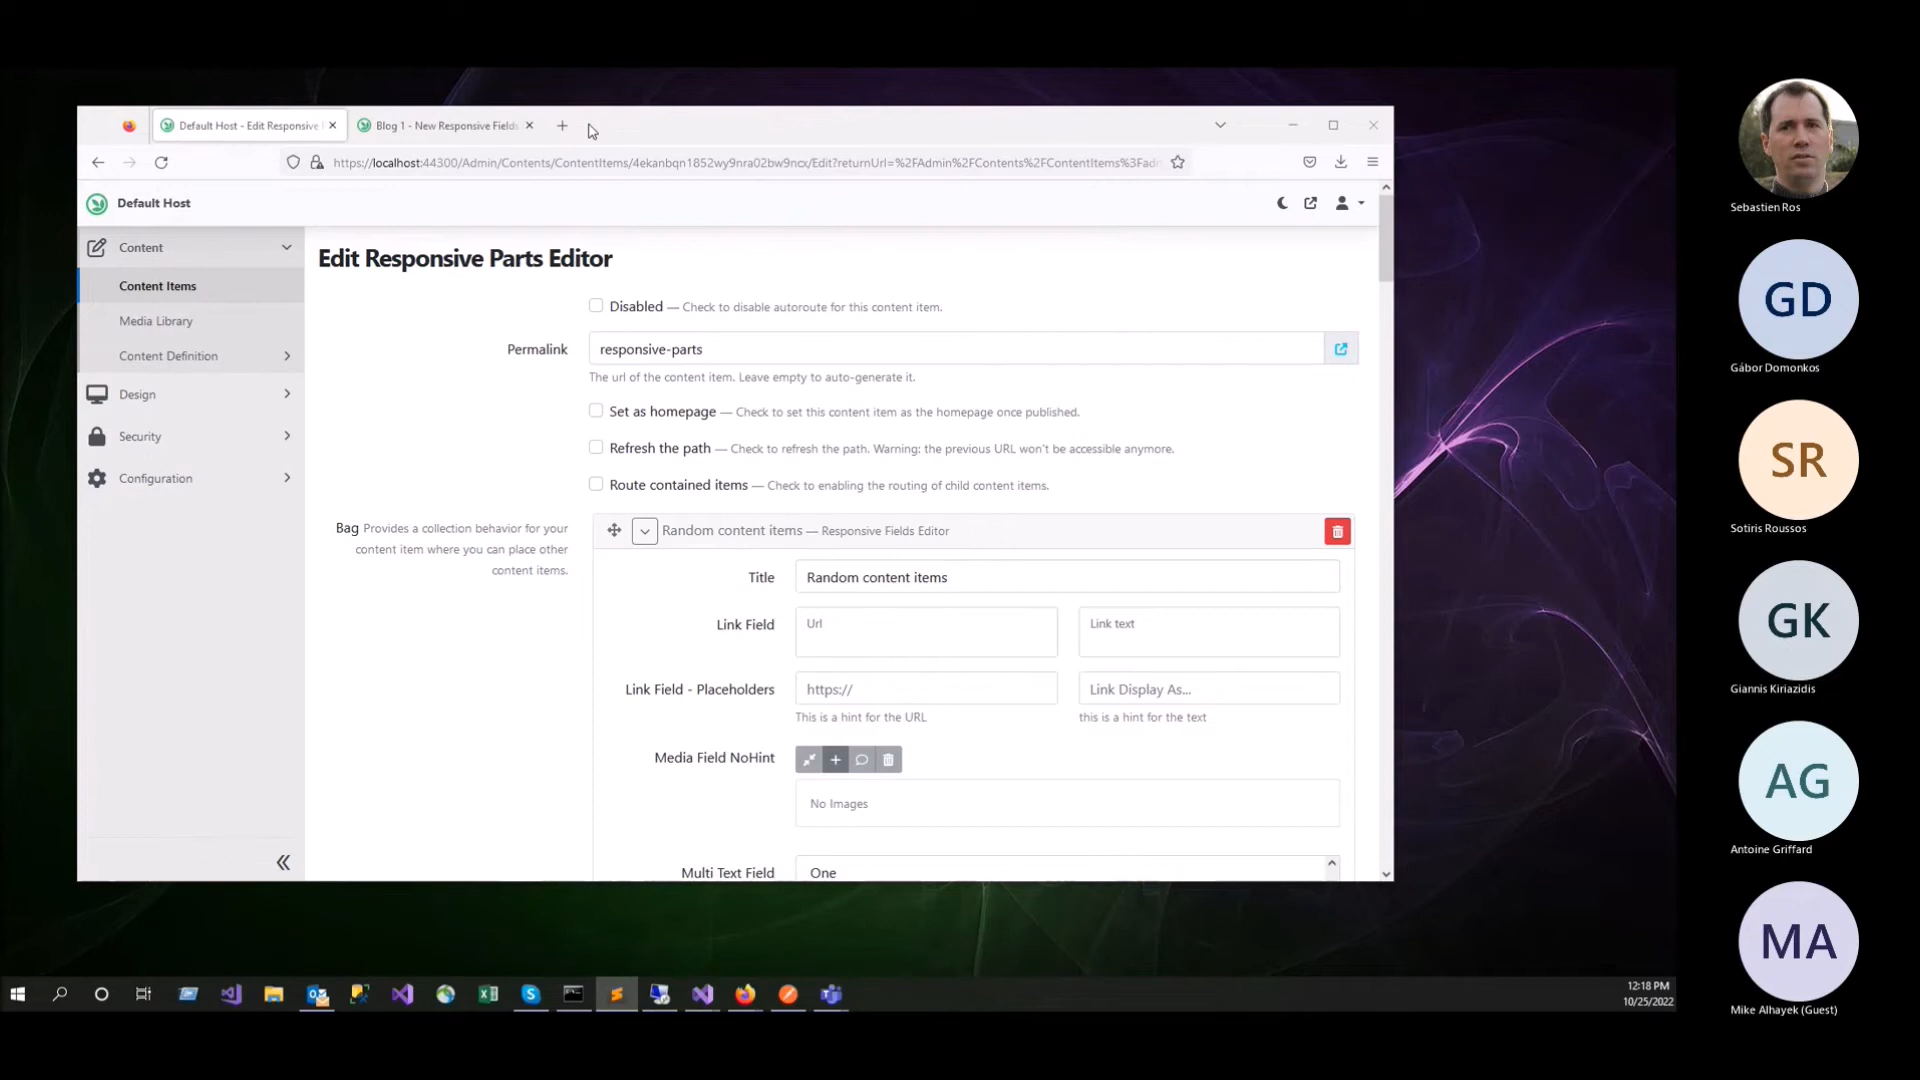 Default Host - Edit Responsive
Blog 1 - New Responsive Fields
https://localhost:44300/Admin/Contents/ContentItems/4ekanbqn1852wy9nra02bw9ncx/Edit?returnUrl=%2FAdmin%2FContents%2FContentItems%3Fadm
Default Host
Content
Content Items
Media Library
Content Definition
Design
Security
Configuration
Edit Responsive Parts Editor
Disabled — Check to disable autoroute for this content item.
Permalink
responsive-parts
The url of the content item. Leave empty to auto-generate it.
Set as homepage — Check to set this content item as the homepage once published.
Refresh the path — Check to refresh the path. Warning: the previous URL won't be accessible anymore.
Route contained items — Check to enabling the routing of child content items.
Bag Provides a collection behavior for your
content item where you can place other
content items.
Random content items — Responsive Fields Editor
Title
Random content items
Link Field
Url
Link text
Link Field - Placeholders
https://
Link Display As...
This is a hint for the URL
this is a hint for the text
Media Field NoHint
No Images
Multi Text Field
One
12:18 PM
10/25/2022
Sebastien Ros
GD
Gábor Domonkos
SR
Sotiris Roussos
GK
Giannis Kiriazidis
AG
Antoine Griffard
MA
Mike Alhayek (Guest)